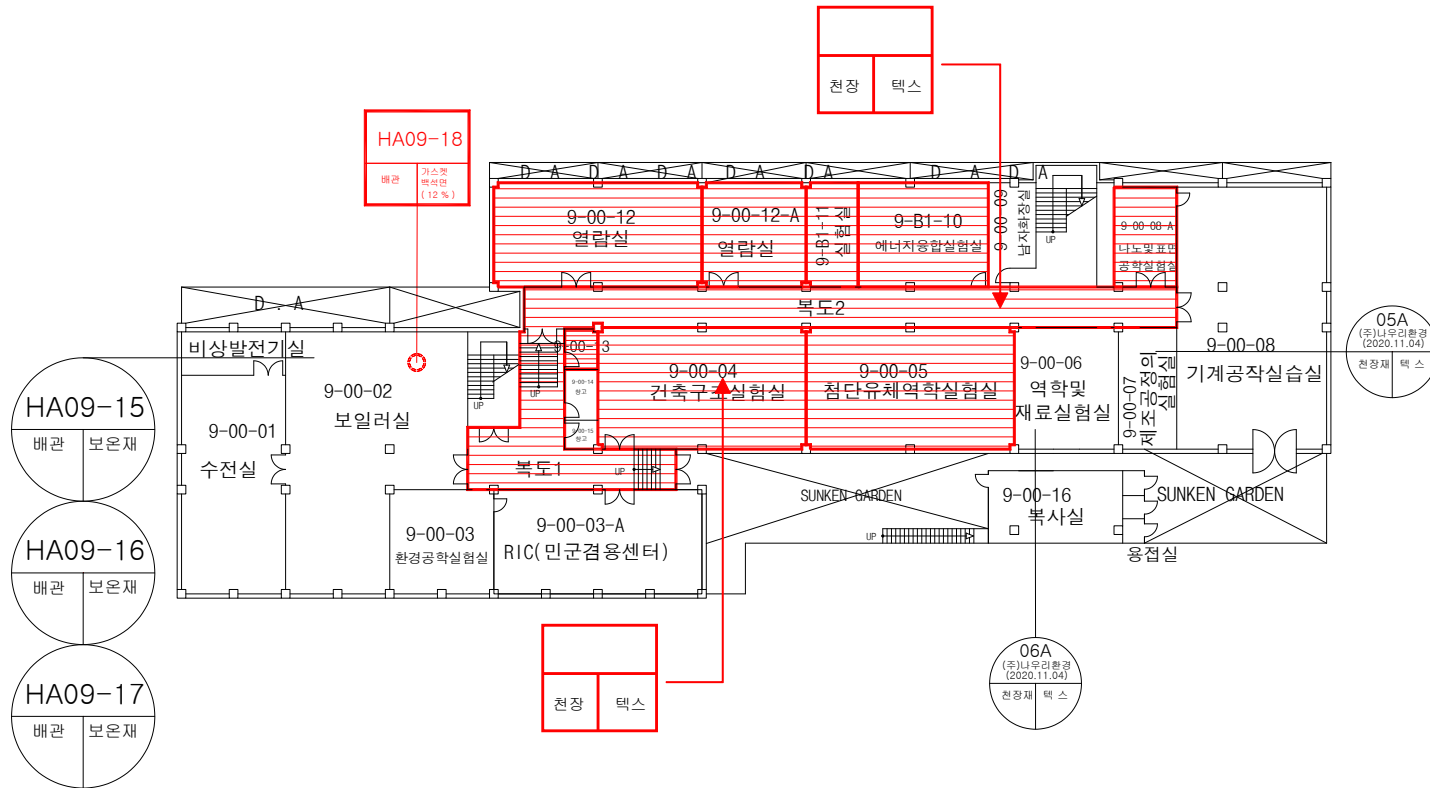 천장 텍스
HA09-18
배관
가스켓
백석면
(12 %)
D A D A D A D A D A D A D A
9-00-12
열람실
9-00-12-A
열람실
9-B1-11
실험실
9-B1-10
에너지융합실험실
9-00-09
남자화장실
UP
9-00-08-A
나노및표면
공학실험실
D . A
복도2
비상발전기실
9-00-02
보일러실
9-00-01
수전실
UP
UP
9-00-13
9-00-14
창고
9-00-15
창고
9-00-04
건축구조실험실
9-00-05
첨단유체역학실험실
9-00-06
역학및
재료실험실
9-00-07
제조공정의
실험실
9-00-08
기계공작실습실
05A
(주)나우리환경
(2020.11.04)
천장재 텍 스
HA09-15
배관 보온재
HA09-16
배관 보온재
HA09-17
배관 보온재
복도1
UP
9-00-03
환경공학실험실
9-00-03-A
RIC(민군겸용센터)
SUNKEN GARDEN
UP
9-00-16
복사실
SUNKEN GARDEN
용접실
천장 텍스
06A
(주)나우리환경
(2020.11.04)
천장재 텍 스